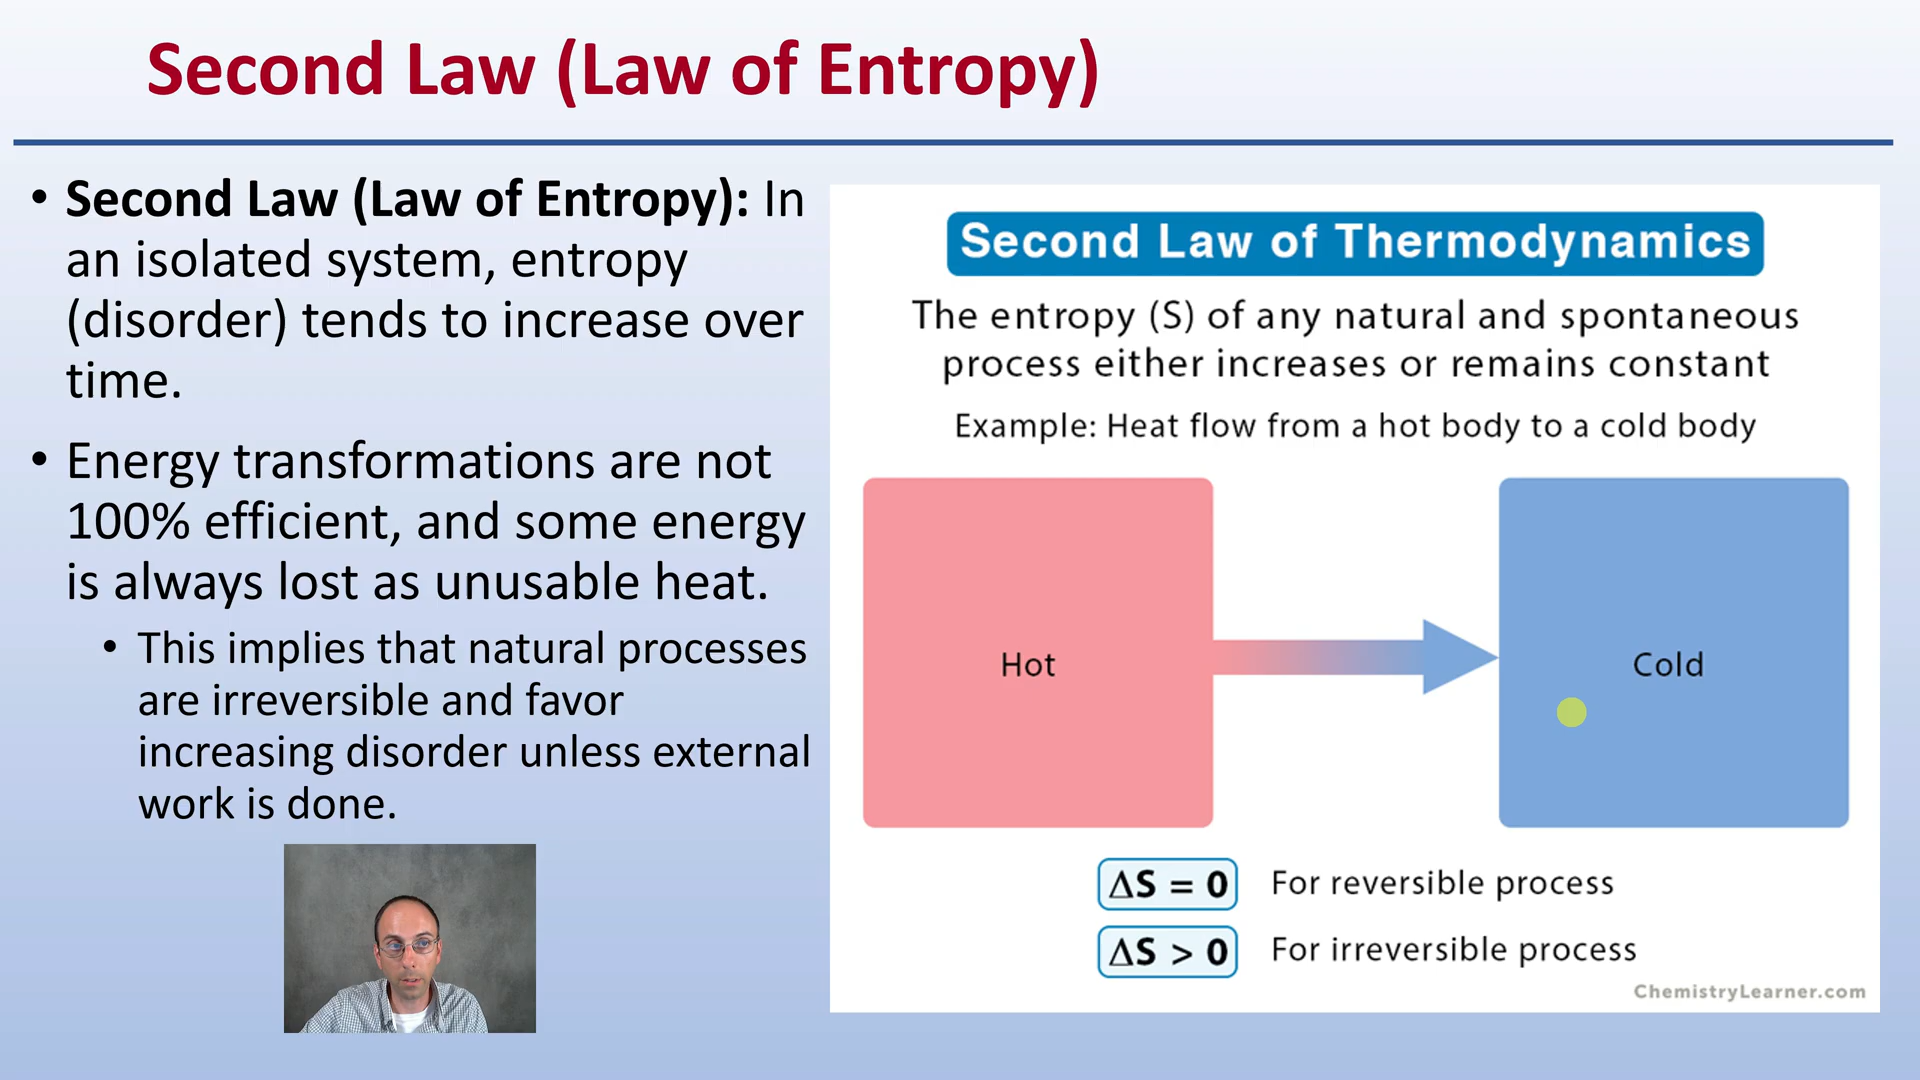 Second Law (Law of Entropy)
• Second Law (Law of Entropy): In
an isolated system, entropy
(disorder) tends to increase over
time.
• Energy transformations are not
100% efficient, and some energy
is always lost as unusable heat.
• This implies that natural processes
are irreversible and favor
increasing disorder unless external
work is done.
Second Law of Thermodynamics
The entropy (S) of any natural and spontaneous
process either increases or remains constant
Example: Heat flow from a hot body to a cold body
Hot
Cold
ΔS = 0 For reversible process
ΔS > 0 For irreversible process
ChemistryLearner.com